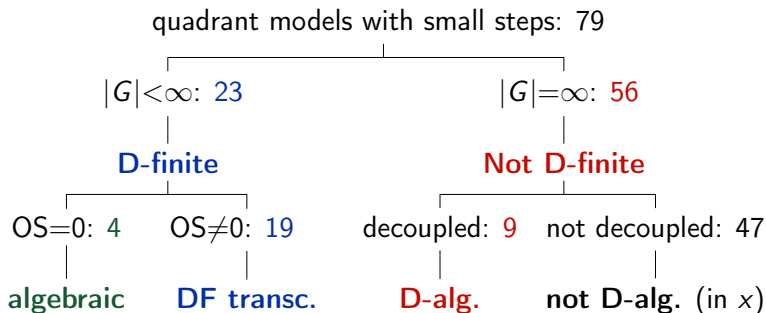 quadrant models with small steps: 79
|G|<∞: 23 |G|=∞: 56
D-finite Not D-finite
OS=0: 4 OS≠0: 19 decoupled: 9 not decoupled: 47
algebraic DF transc. D-alg. not D-alg. (in x)